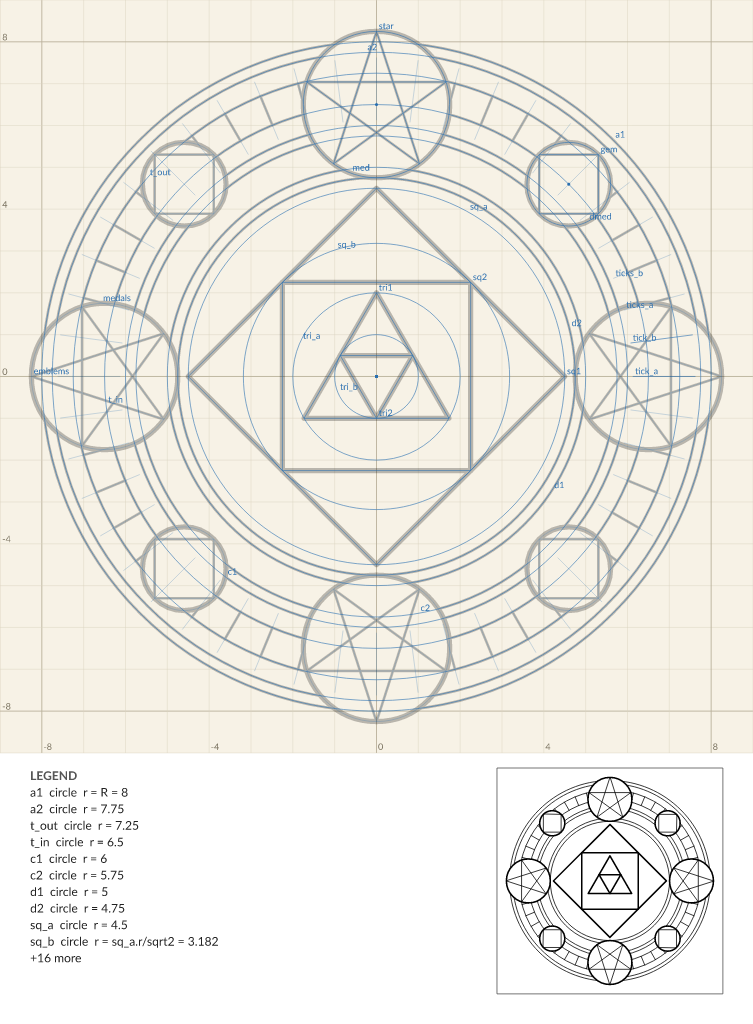 star
8
a2
a1
gem
t_out
med
dmed
4
sq_a
sq_b
ticks_b
sq2
medals
tri1
ticks_a
d2
tri_a
tick_b
emblems
0
sq1
tick_a
tri_b
t_in
tri2
d1
-4
c1
c2
-8
-8
-4
0
4
8
LEGEND
a1 circle r = R = 8
a2 circle r = 7.75
t_out circle r = 7.25
t_in circle r = 6.5
c1 circle r = 6
c2 circle r = 5.75
d1 circle r = 5
d2 circle r = 4.75
sq_a circle r = 4.5
sq_b circle r = sq_a.r/sqrt2 = 3.182
+16 more